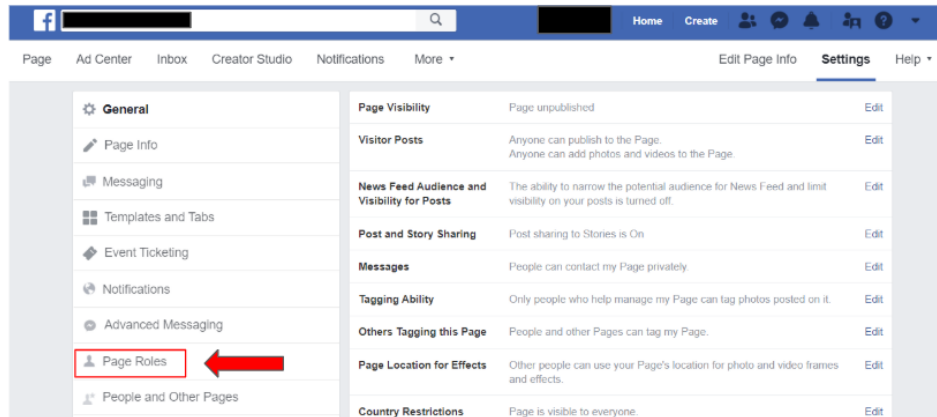 f
Home Create
Page Ad Center Inbox Creator Studio Notifications More Edit Page Info Settings Help
General
Page Info
Messaging
Templates and Tabs
Event Ticketing
Notifications
Advanced Messaging
Page Roles
People and Other Pages
Page Visibility Page unpublished Edit
Visitor Posts Anyone can publish to the Page. Edit
Anyone can add photos and videos to the Page.
News Feed Audience and The ability to narrow the potential audience for News Feed and limit Edit
Visibility for Posts visibility on your posts is turned off.
Post and Story Sharing Post sharing to Stories is On Edit
Messages People can contact my Page privately. Edit
Tagging Ability Only people who help manage my Page can tag photos posted on it. Edit
Others Tagging this Page People and other Pages can tag my Page. Edit
Page Location for Effects Other people can use your Page's location for photo and video frames Edit
and effects.
Country Restrictions Page is visible to everyone. Edit